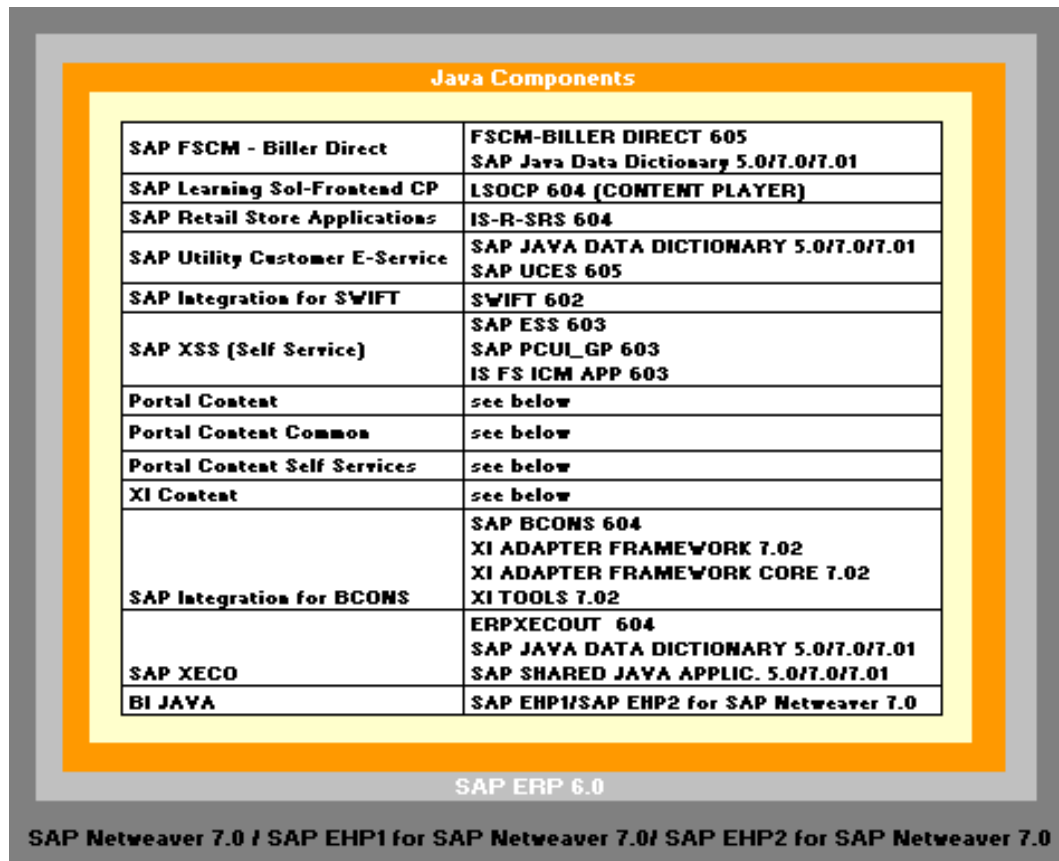 Java Components
SAP FSCM - Biller Direct
FSCM-BILLER DIRECT 605
SAP Java Data Dictionary 5.0/7.0/7.01
SAP Learning Sol-Frontend CP
LSOCP 604 (CONTENT PLAYER)
SAP Retail Store Applications
IS-R-SRS 604
SAP Utility Customer E-Service
SAP JAVA DATA DICTIONARY 5.0/7.0/7.01
SAP UCES 605
SAP Integration for SWIFT
SWIFT 602
SAP XSS (Self Service)
SAP ESS 603
SAP PCUI_GP 603
IS FS ICM APP 603
Portal Content
see below
Portal Content Common
see below
Portal Content Self Services
see below
XI Content
see below
SAP Integration for BCONS
SAP BCONS 604
XI ADAPTER FRAMEWORK 7.02
XI ADAPTER FRAMEWORK CORE 7.02
XI TOOLS 7.02
SAP XECO
ERPXECOUT 604
SAP JAVA DATA DICTIONARY 5.0/7.0/7.01
SAP SHARED JAVA APPLIC. 5.0/7.0/7.01
BI JAVA
SAP EHP1/SAP EHP2 for SAP Netweaver 7.0
SAP ERP 6.0
SAP Netweaver 7.0 / SAP EHP1 for SAP Netweaver 7.0/ SAP EHP2 for SAP Netweaver 7.0